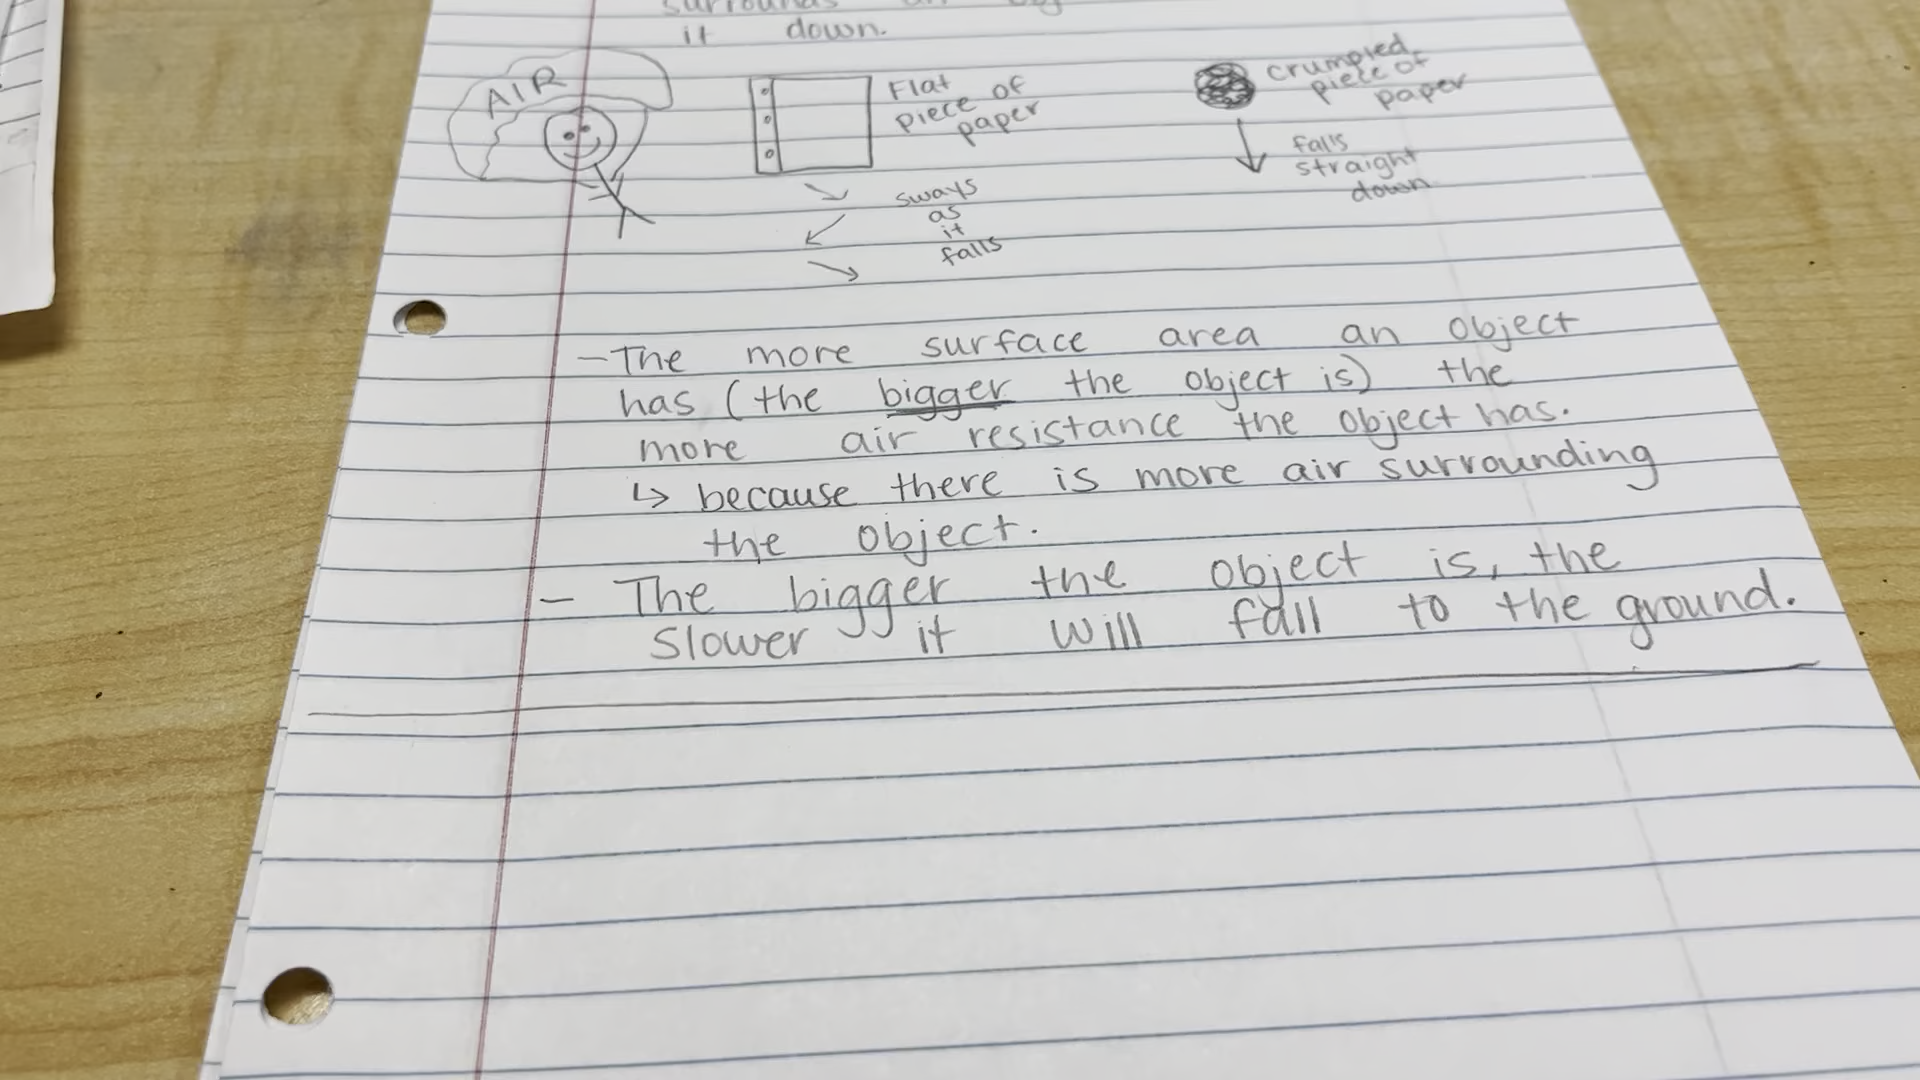 surrounds an
it down.
AIR
Flat
piece of
paper
sways
as
it
falls
crumpled
piece of
paper
falls
straight
down
- The more surface area an object
has (the bigger the object is) the
more air resistance the object has.
↳ because there is more air surrounding
the object.
- The bigger the object is, the
slower it will fall to the ground.